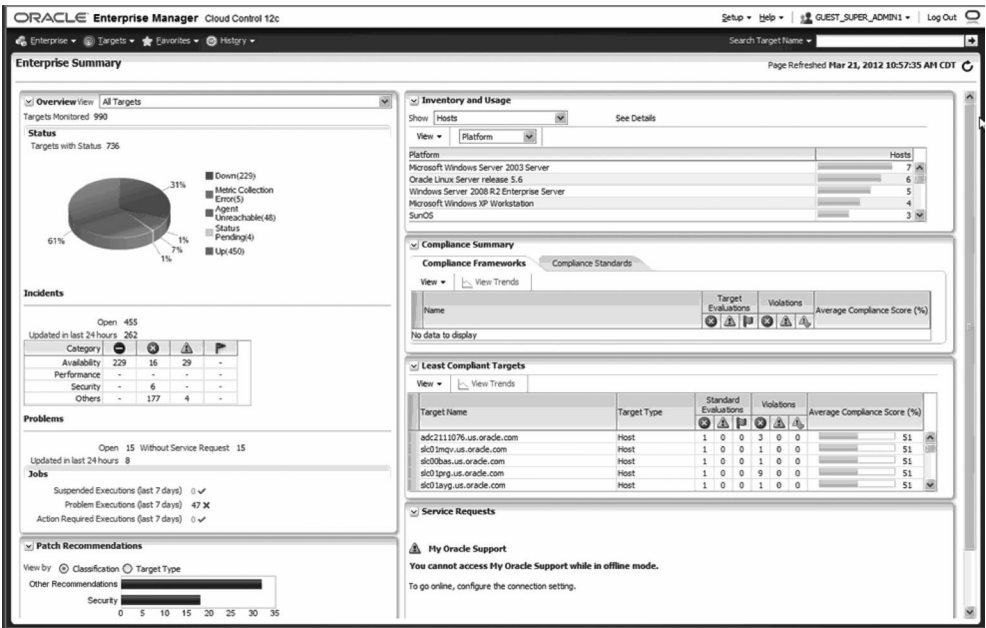 ORACLE Enterprise Manager Cloud Control 12c
Setup Help GUEST_SUPER_ADMIN1 Log Out
Enterprise Targets Favorites History Search Target Name
Enterprise Summary
Page Refreshed Mar 21, 2012 10:57:35 AM CDT
Overview View All Targets
Targets Monitored 990
Status
Targets with Status 736
31%
61%
1%
7%
1%
Down(229)
Metric Collection
Error(5)
Agent
Unreachable(48)
Status
Pending(4)
Up(450)
Incidents
Open 455
Updated in last 24 hours 262
Category
Availability 229 16 29 -
Performance - - - -
Security - 6 - -
Others - 177 4 -
Problems
Open 15 Without Service Request 15
Updated in last 24 hours 8
Jobs
Suspended Executions (last 7 days) 0
Problem Executions (last 7 days) 47
Action Required Executions (last 7 days) 0
Patch Recommendations
View by Classification Target Type
Other Recommendations
Security
0 5 10 15 20 25 30 35
Inventory and Usage
Show Hosts See Details
View Platform
Platform Hosts
Microsoft Windows Server 2003 Server 7
Oracle Linux Server release 5.6 6
Windows Server 2008 R2 Enterprise Server 5
Microsoft Windows XP Workstation 4
SunOS 3
Compliance Summary
Compliance Frameworks Compliance Standards
View View Trends
Name Target Evaluations Violations Average Compliance Score (%)
No data to display
Least Compliant Targets
View View Trends
Target Name Target Type Standard Evaluations Violations Average Compliance Score (%)
adc2111076.us.oracle.com Host 1 0 0 3 0 0 51
slc01mqv.us.oracle.com Host 1 0 0 1 0 0 51
slc00bas.us.oracle.com Host 1 0 0 1 0 0 51
slc01prg.us.oracle.com Host 1 0 0 9 0 0 51
slc01ayg.us.oracle.com Host 1 0 0 1 0 0 51
Service Requests
My Oracle Support
You cannot access My Oracle Support while in offline mode.
To go online, configure the connection setting.